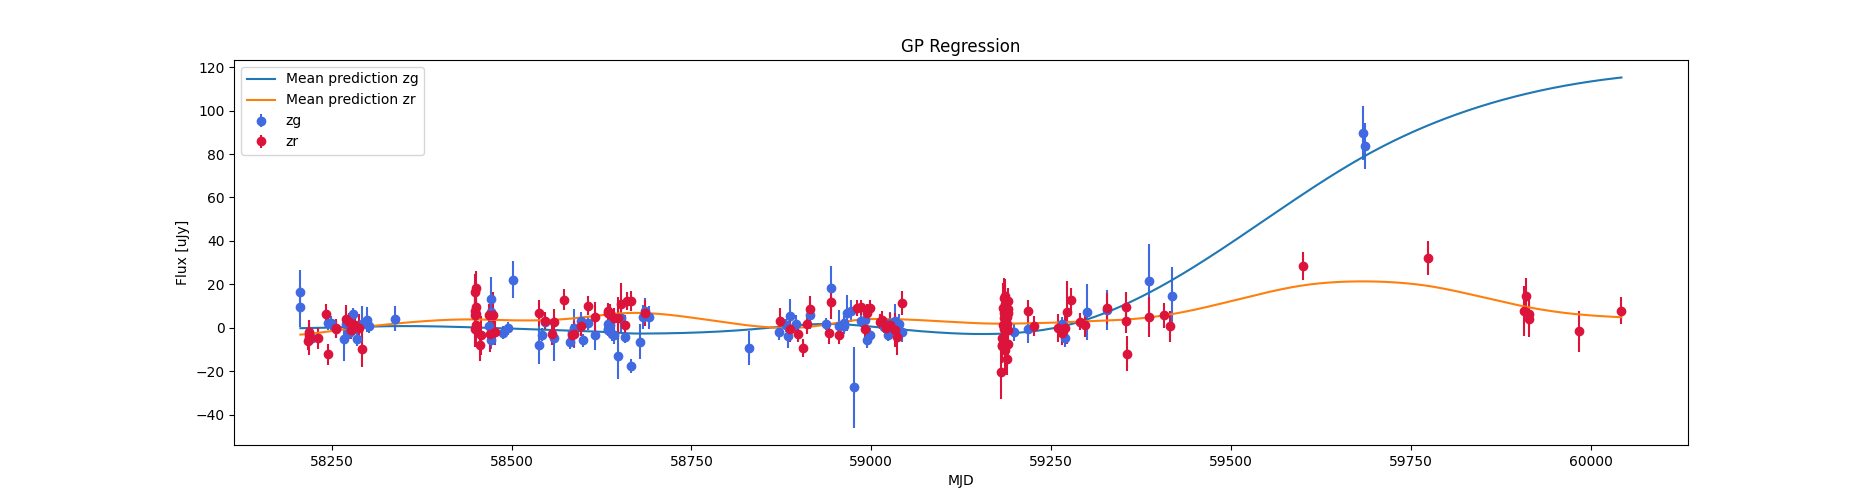 GP Regression
120
100
80
60
40
20
0
−20
−40
Flux [uJy]
Mean prediction zg
Mean prediction zr
zg
zr
58250
58500
58750
59000
59250
59500
59750
60000
MJD